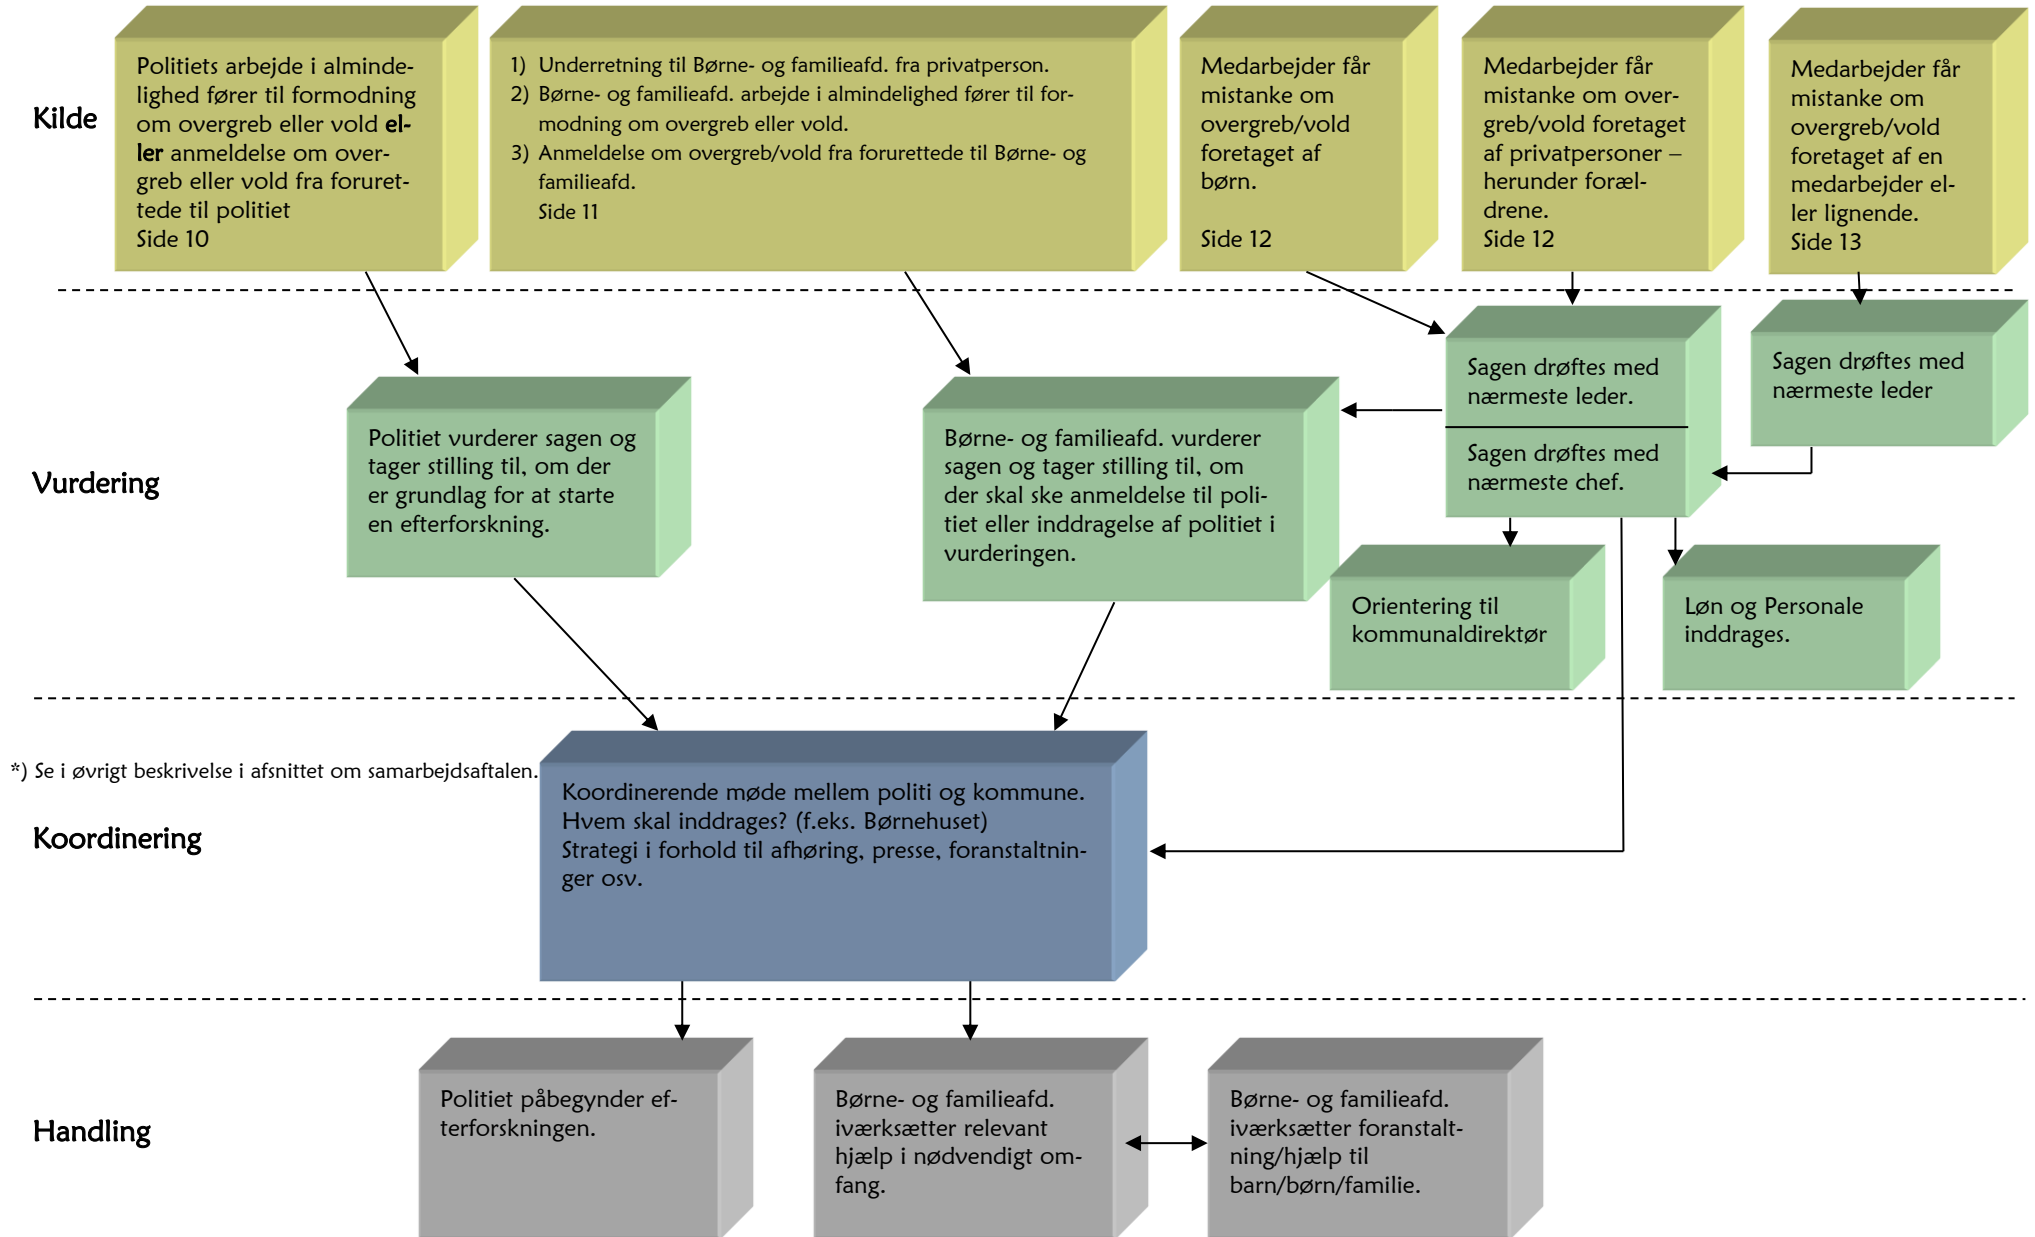 Kilde
Politiets arbejde i alminde-
lighed fører til formodning
om overgreb eller vold el-
ler anmeldelse om over-
greb eller vold fra foruret-
tede til politiet
Side 10
1) Underretning til Børne- og familieafd. fra privatperson.
2) Børne- og familieafd. arbejde i almindelighed fører til for-
modning om overgreb eller vold.
3) Anmeldelse om overgreb/vold fra forurettede til Børne- og
familieafd.
Side 11
Medarbejder får
mistanke om
overgreb/vold
foretaget af
børn.
Side 12
Medarbejder får
mistanke om over-
greb/vold foretaget
af privatpersoner –
herunder foræl-
drene.
Side 12
Medarbejder får
mistanke om
overgreb/vold
foretaget af en
medarbejder el-
ler lignende.
Side 13
Vurdering
Politiet vurderer sagen og
tager stilling til, om der
er grundlag for at starte
en efterforskning.
Børne- og familieafd. vurderer
sagen og tager stilling til, om
der skal ske anmeldelse til poli-
tiet eller inddragelse af politiet i
vurderingen.
Sagen drøftes med
nærmeste leder.
Sagen drøftes med
nærmeste chef.
Sagen drøftes med
nærmeste leder
Orientering til
kommunaldirektør
Løn og Personale
inddrages.
*) Se i øvrigt beskrivelse i afsnittet om samarbejdsaftalen.
Koordinering
Koordinerende møde mellem politi og kommune.
Hvem skal inddrages? (f.eks. Børnehuset)
Strategi i forhold til afhøring, presse, foranstaltnin-
ger osv.
Handling
Politiet påbegynder ef-
terforskningen.
Børne- og familieafd.
iværksætter relevant
hjælp i nødvendigt om-
fang.
Børne- og familieafd.
iværksætter foranstalt-
ning/hjælp til
barn/børn/familie.